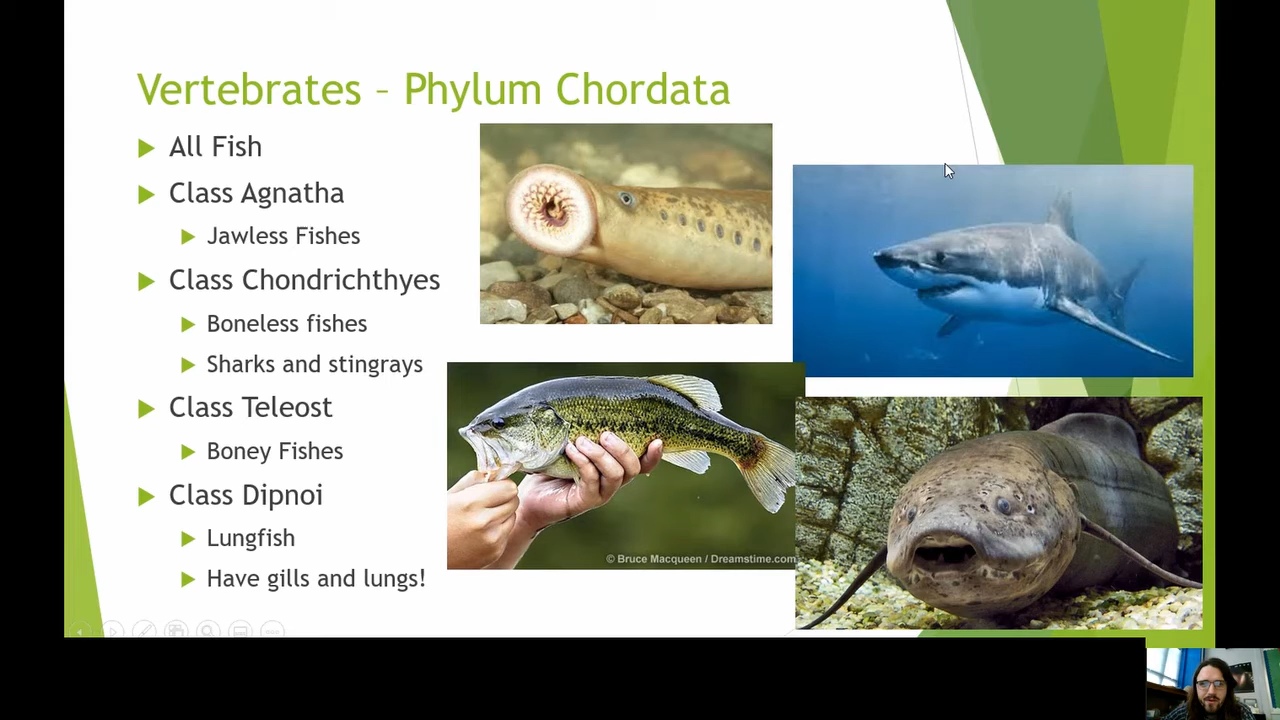 Vertebrates – Phylum Chordata
All Fish
Class Agnatha
Jawless Fishes
Class Chondrichthyes
Boneless fishes
Sharks and stingrays
Class Teleost
Boney Fishes
Class Dipnoi
Lungfish
Have gills and lungs!
© Bruce Macqueen / Dreamstime.com